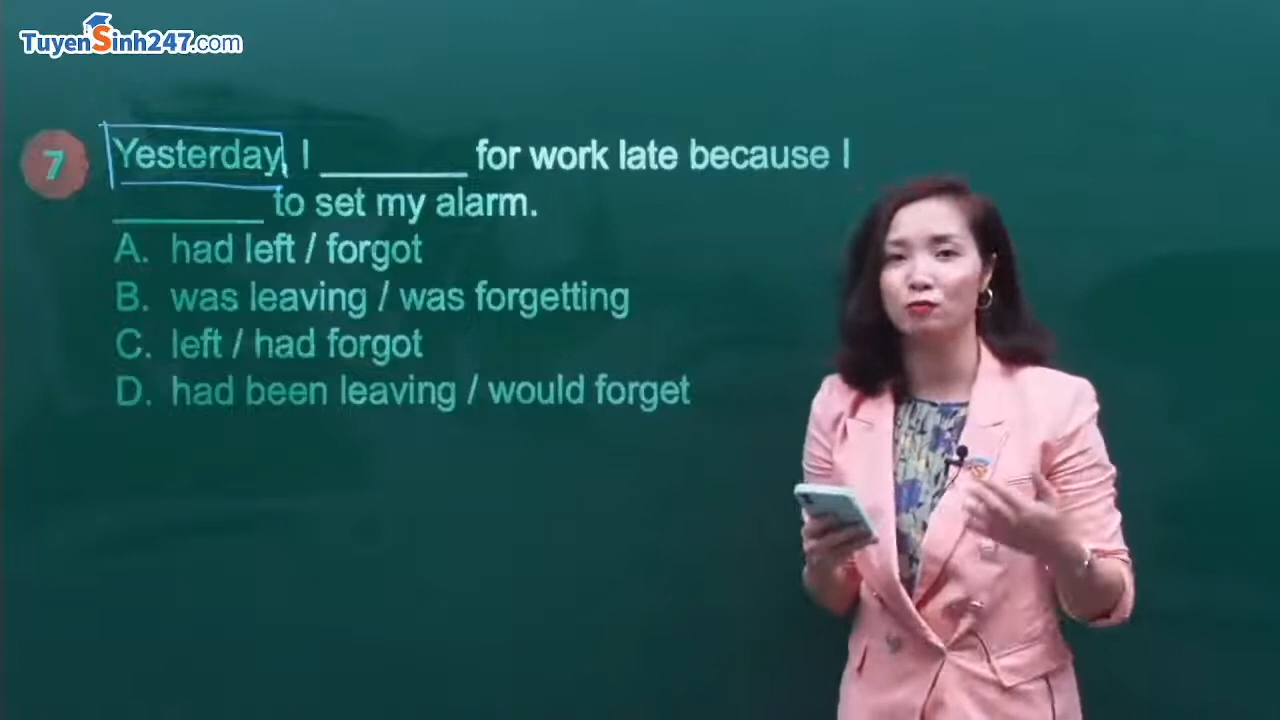 TuyenSinh247.com
7
Yesterday, I ________ for work late because I
________ to set my alarm.
A. had left / forgot
B. was leaving / was forgetting
C. left / had forgot
D. had been leaving / would forget